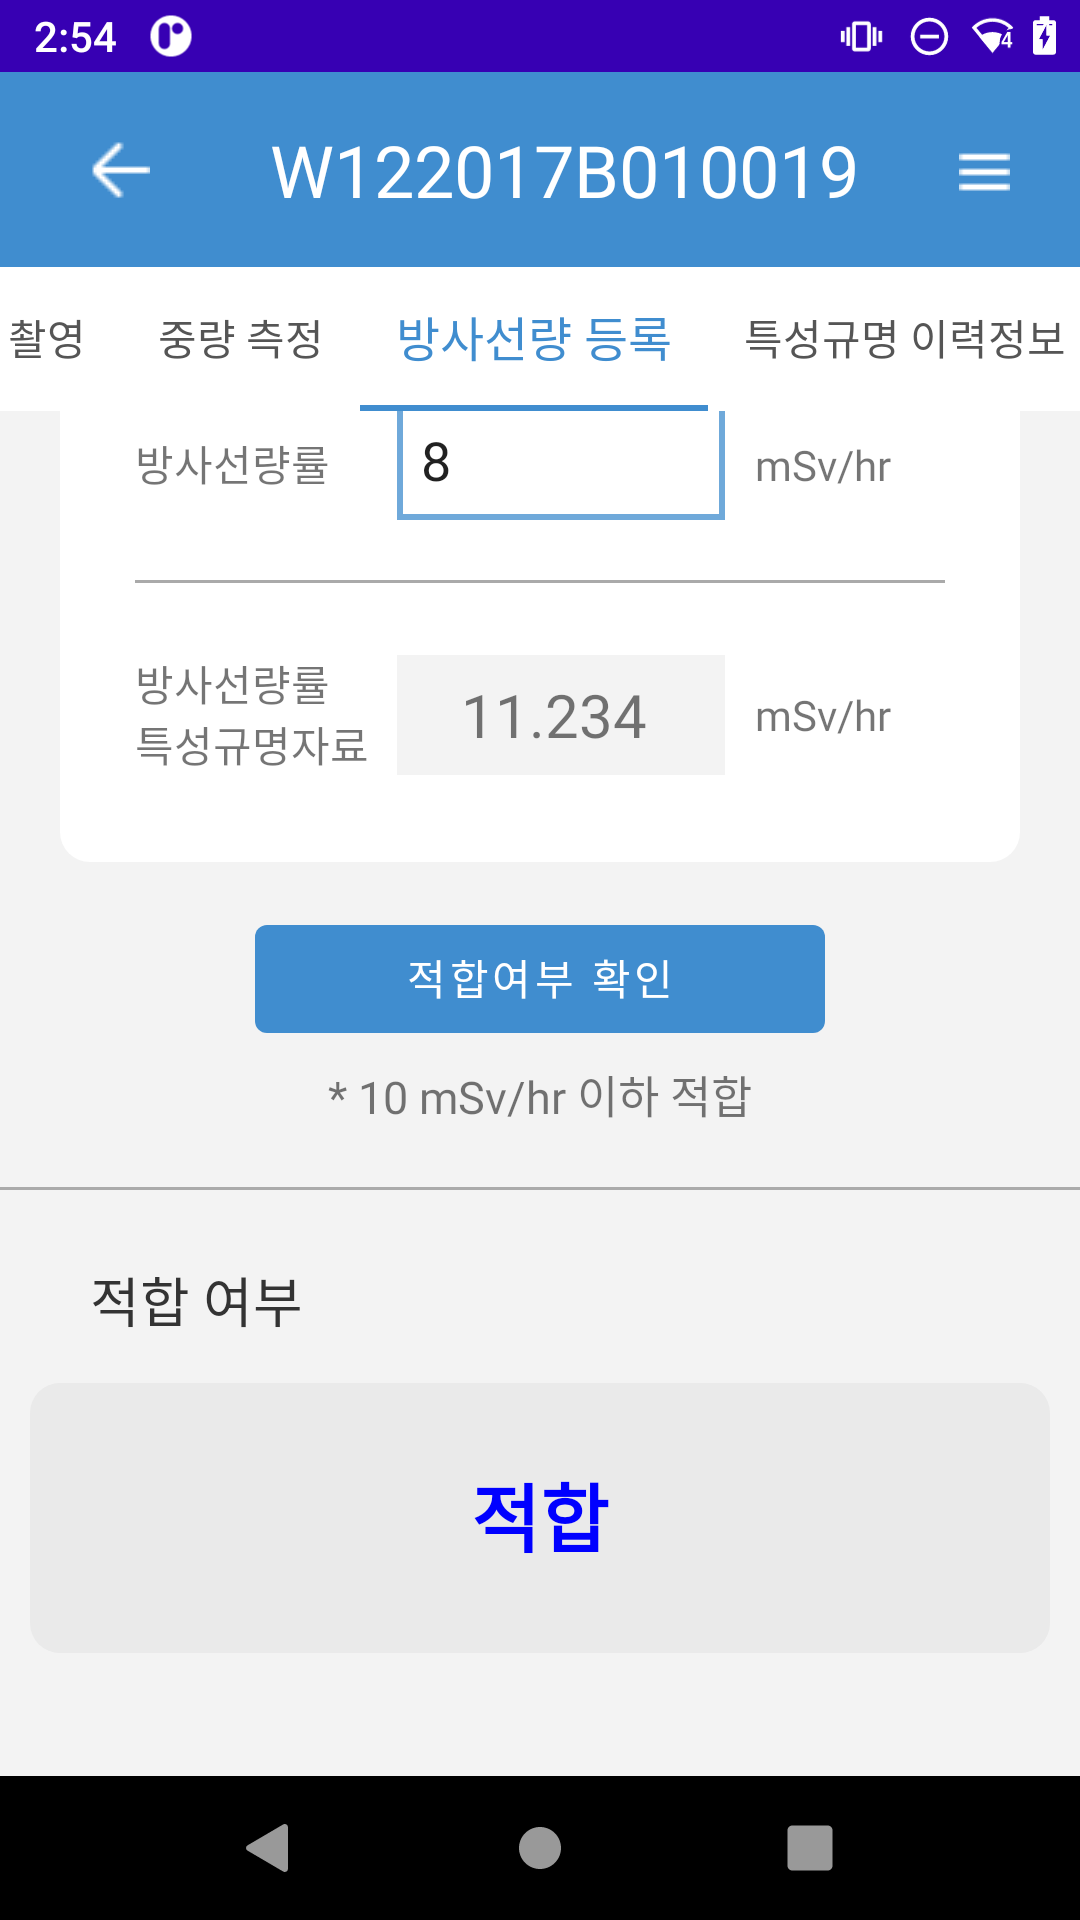 2:54
W122017B010019
촬영 중량 측정 방사선량 등록 특성규명 이력정보
방사선량률 8 mSv/hr
방사선량률
특성규명자료 11.234 mSv/hr
적합여부 확인
* 10 mSv/hr 이하 적합
적합 여부
적합